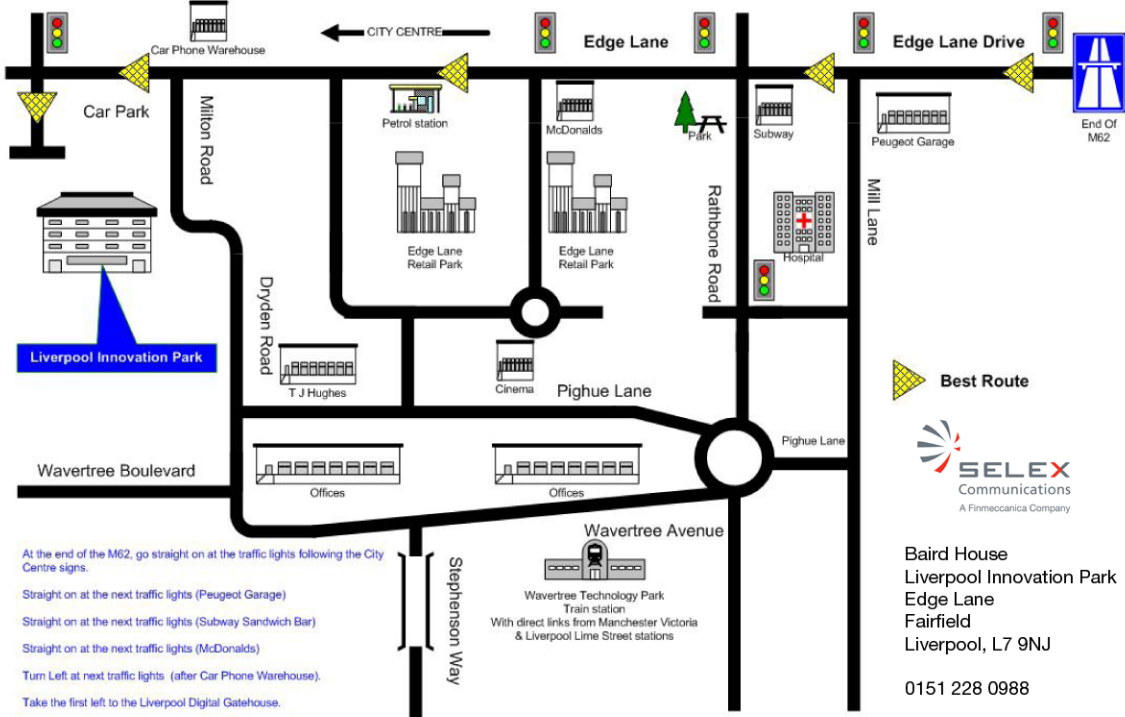 CITY CENTRE
Edge Lane
Edge Lane Drive
Car Phone Warehouse
Car Park
Milton Road
Petrol station
McDonalds
Park
Subway
Peugeot Garage
End Of
M62
Rathbone Road
Mill Lane
Edge Lane
Retail Park
Edge Lane
Retail Park
Hospital
Dryden Road
Liverpool Innovation Park
T J Hughes
Cinema
Pighue Lane
Best Route
Pighue Lane
Wavertree Boulevard
Offices
Offices
SELEX
Communications
A Finmeccanica Company
Wavertree Avenue
Stephenson Way
Wavertree Technology Park
Train station
With direct links from Manchester Victoria
& Liverpool Lime Street stations
At the end of the M62, go straight on at the traffic lights following the City
Centre signs.
Straight on at the next traffic lights (Peugeot Garage)
Straight on at the next traffic lights (Subway Sandwich Bar)
Straight on at the next traffic lights (McDonalds)
Turn Left at next traffic lights (after Car Phone Warehouse).
Take the first left to the Liverpool Digital Gatehouse.
Baird House
Liverpool Innovation Park
Edge Lane
Fairfield
Liverpool, L7 9NJ
0151 228 0988